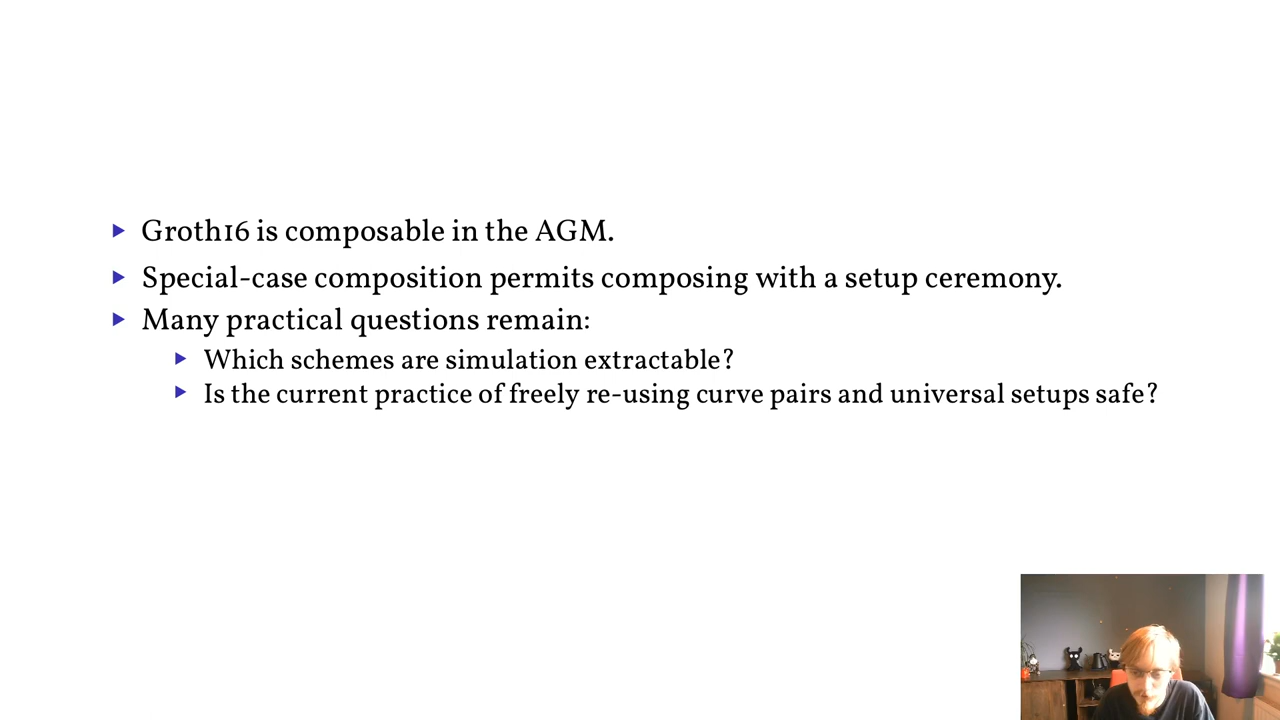 Groth16 is composable in the AGM.
Special-case composition permits composing with a setup ceremony.
Many practical questions remain:
Which schemes are simulation extractable?
Is the current practice of freely re-using curve pairs and universal setups safe?